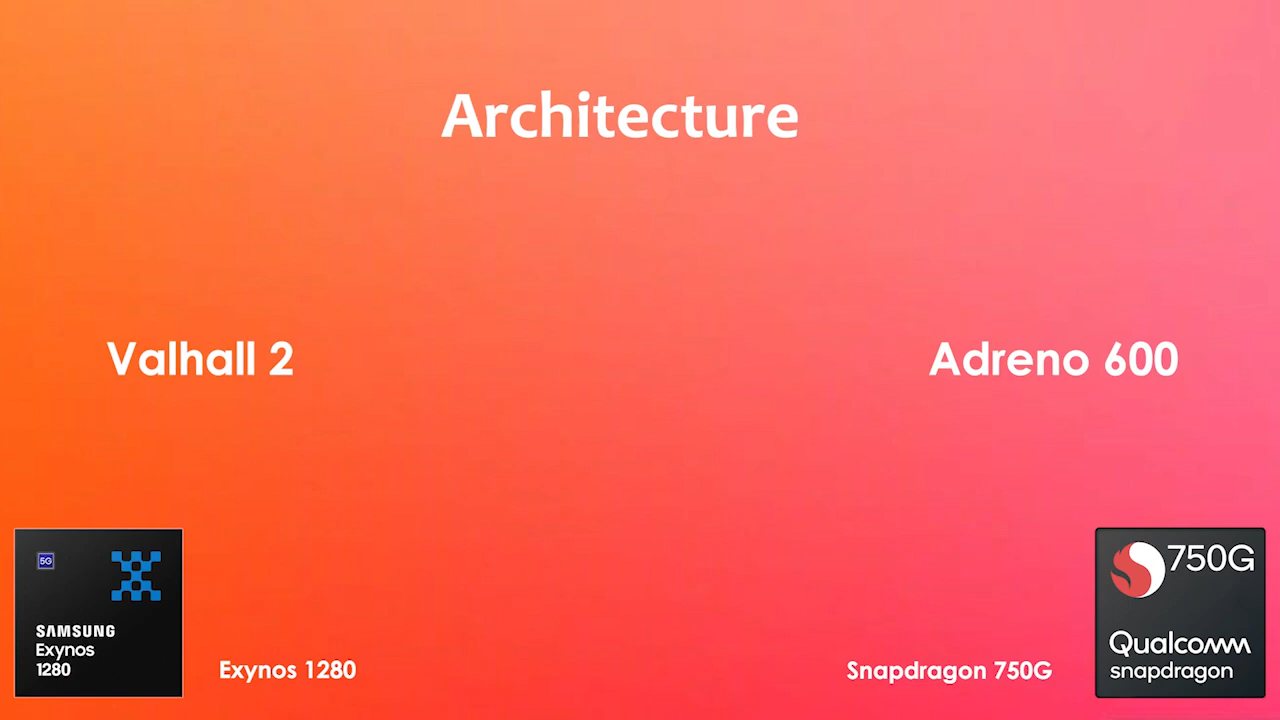 Architecture
Valhall 2
Adreno 600
5G
SAMSUNG
Exynos
1280
Exynos 1280
Snapdragon 750G
750G
Qualcomm
snapdragon